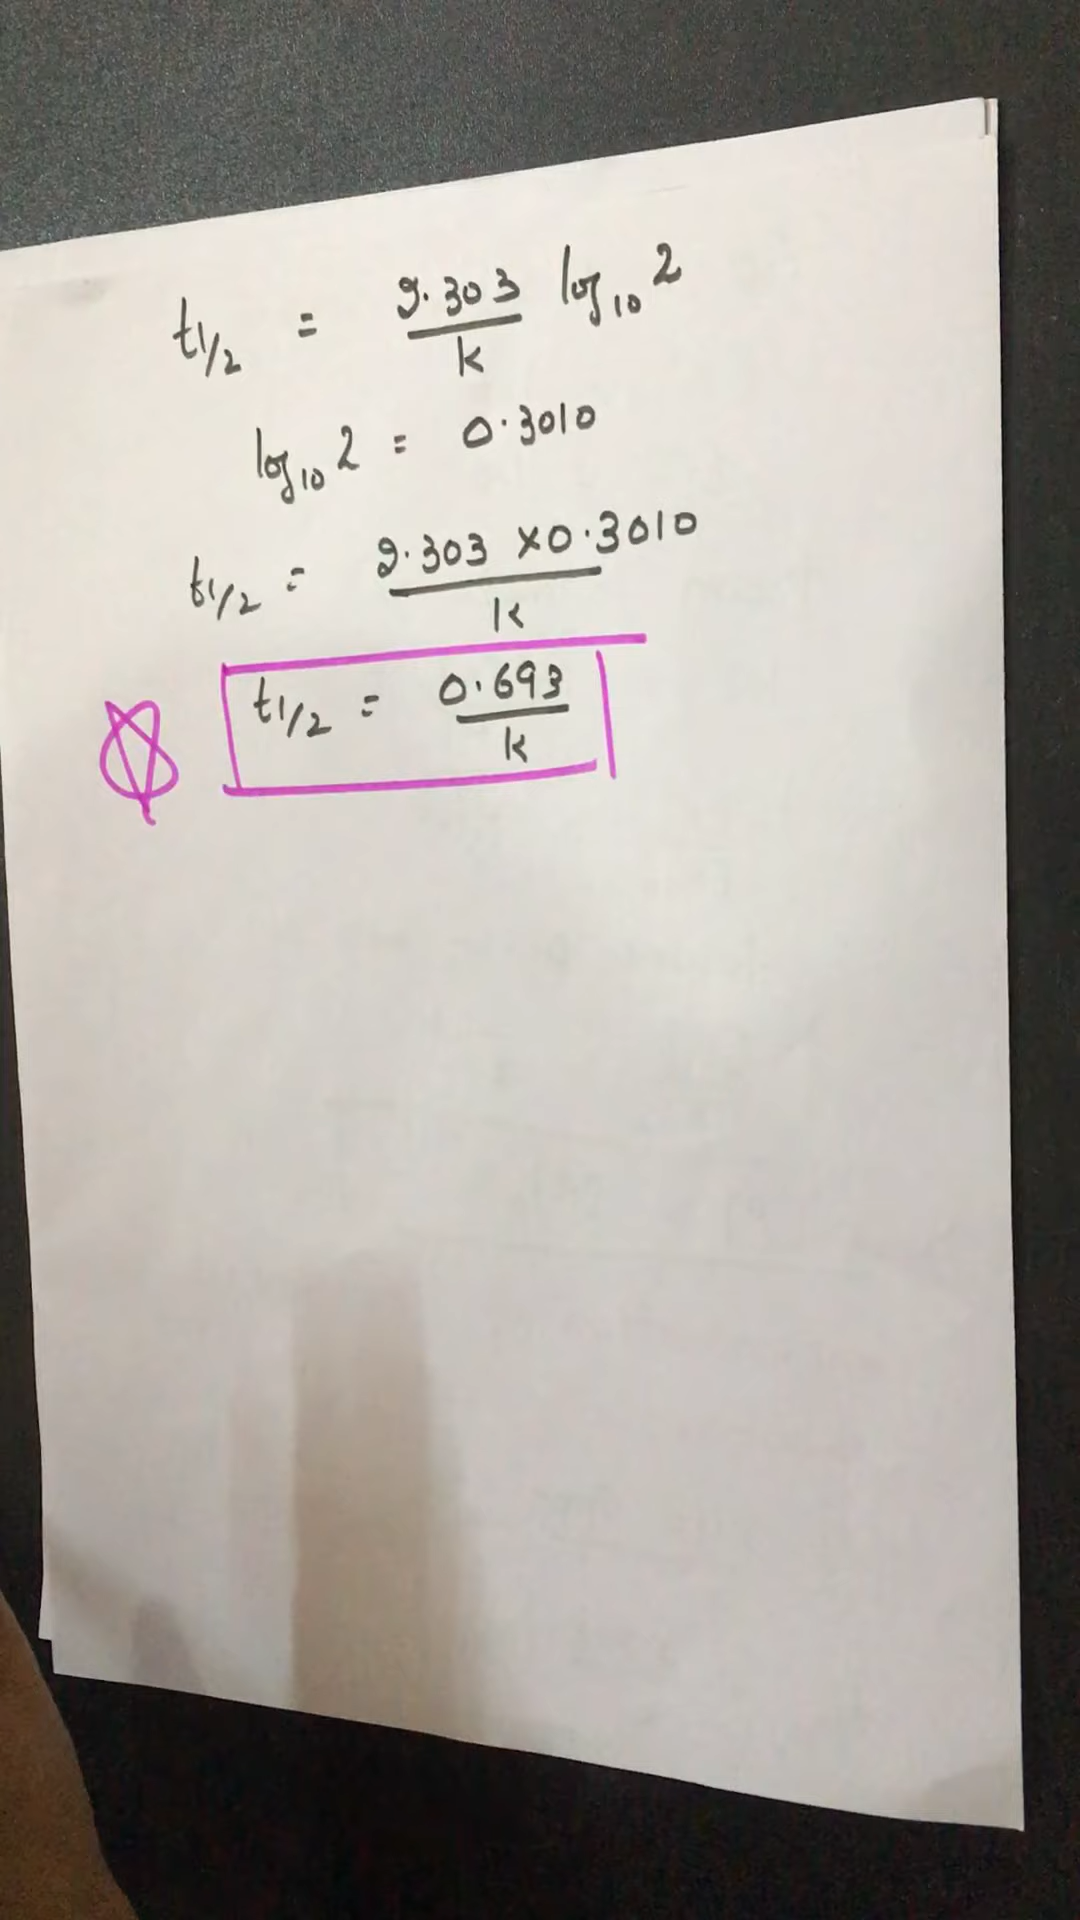 t1/2 = 2.303/k log10 2
log10 2 = 0.3010
t1/2 = 2.303 x0.3010/k
t1/2 = 0.693/k